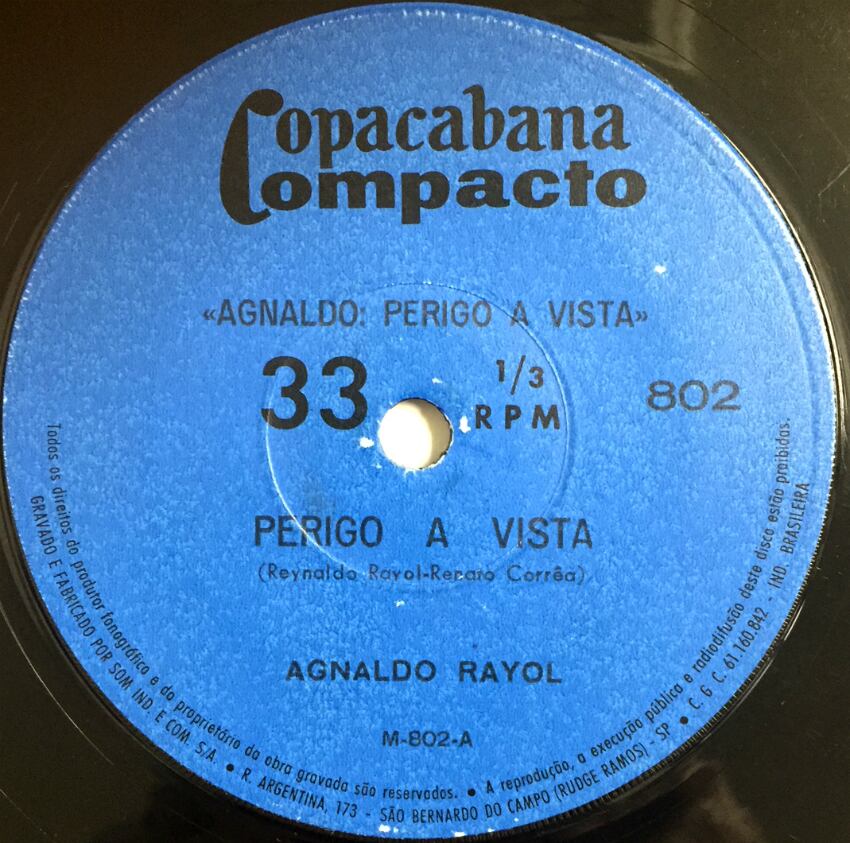 Copacabana
Compacto
«AGNALDO: PERIGO A VISTA»
33 1/3 RPM
802
PERIGO A VISTA
(Reynaldo Rayol-Renato Corrêa)
AGNALDO RAYOL
M-802-A
Todos os direitos do produtor fonográfico e do proprietário da obra gravada são reservados. • A reprodução, a execução pública e radiodifusão deste disco estão proibidas.
GRAVADO E FABRICADO POR SOM. IND. E COM. S/A. • R. ARGENTINA, 173 - SÃO BERNARDO DO CAMPO (RUDGE RAMOS) - SP • C. G. C. 61.160.842 - IND. BRASILEIRA